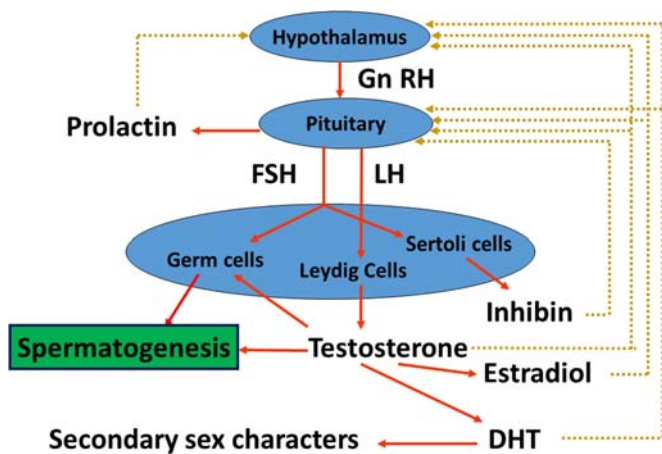 Hypothalamus
Gn RH
Prolactin
Pituitary
FSH
LH
Sertoli cells
Germ cells
Leydig Cells
Inhibin
Spermatogenesis
Testosterone
Estradiol
Secondary sex characters
DHT